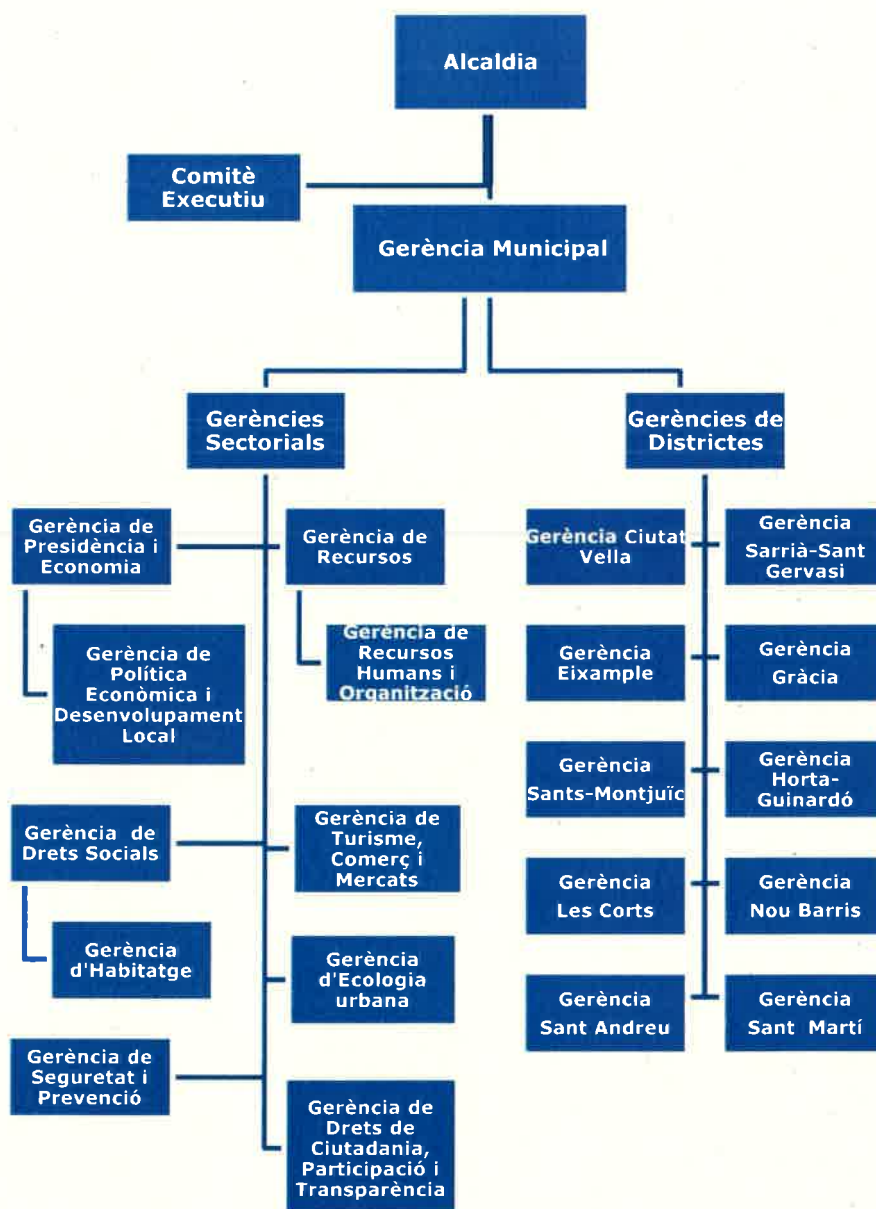 Alcaldia
Comitè
Executiu
Gerència Municipal
Gerències
Sectorials
Gerències de
Districtes
Gerència de
Presidència i
Economia
Gerència de
Recursos
Gerència de
Política
Econòmica i
Desenvolupament
Local
Gerència de
Recursos
Humans i
Organització
Gerència de
Drets Socials
Gerència de
Turisme,
Comerç i
Mercats
Gerència
d'Habitatge
Gerència
d'Ecologia
urbana
Gerència de
Seguretat i
Prevenció
Gerència de
Drets de
Ciutadania,
Participació i
Transparència
Gerència Ciutat
Vella
Gerència
Sarrià-Sant
Gervasi
Gerència
Eixample
Gerència
Gràcia
Gerència
Sants-Montjuïc
Gerència
Horta-
Guinardó
Gerència
Les Corts
Gerència
Nou Barris
Gerència
Sant Andreu
Gerència
Sant Martí